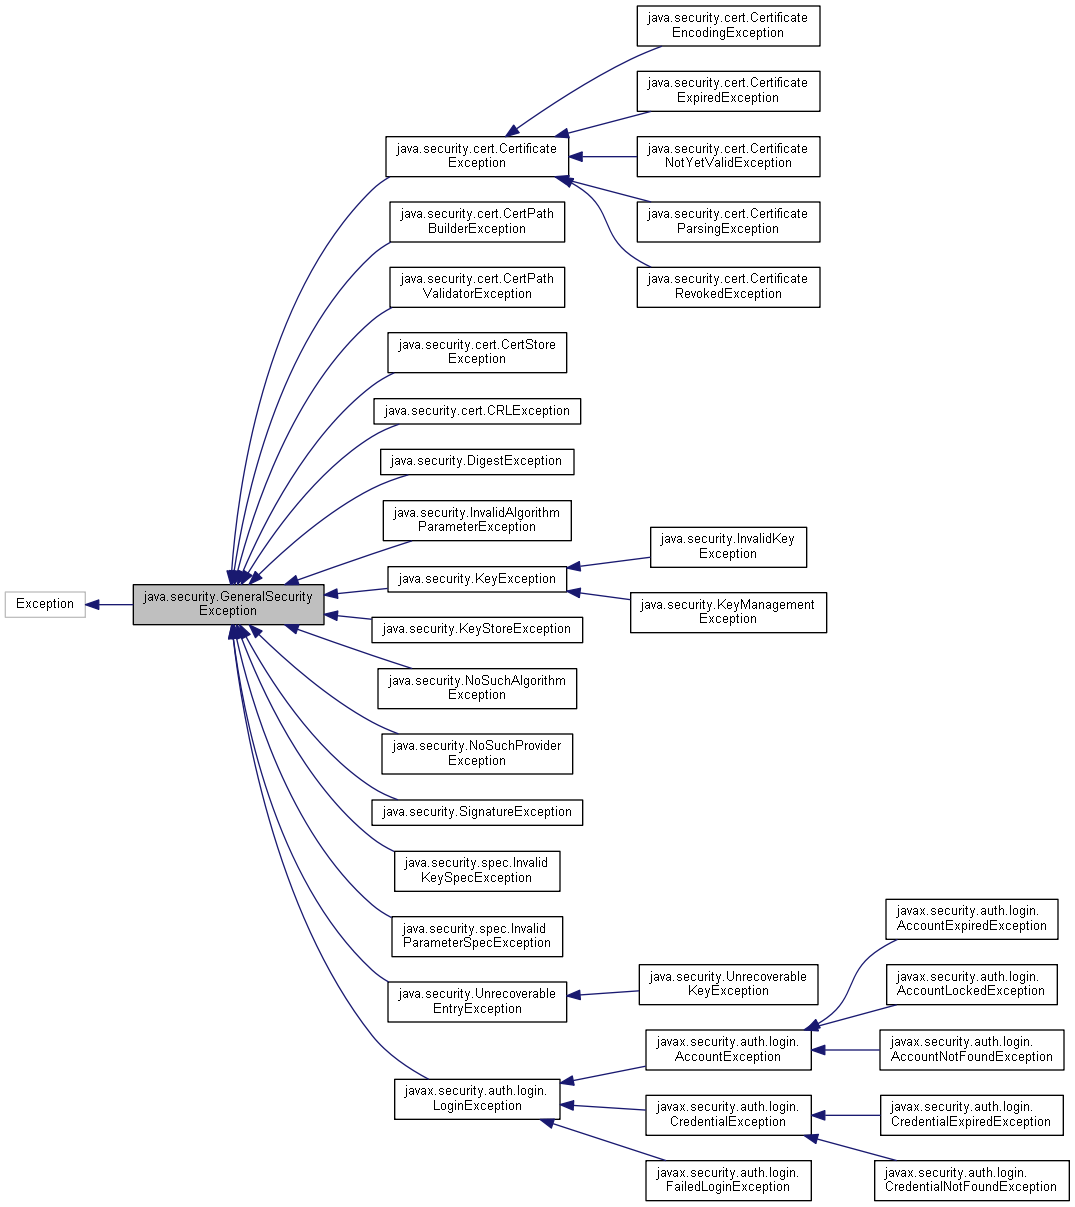 Exception
java.security.GeneralSecurity
Exception
java.security.cert.Certificate
Exception
java.security.cert.CertPath
BuilderException
java.security.cert.CertPath
ValidatorException
java.security.cert.CertStore
Exception
java.security.cert.CRLException
java.security.DigestException
java.security.InvalidAlgorithm
ParameterException
java.security.KeyException
java.security.KeyStoreException
java.security.NoSuchAlgorithm
Exception
java.security.NoSuchProvider
Exception
java.security.SignatureException
java.security.spec.Invalid
KeySpecException
java.security.spec.Invalid
ParameterSpecException
java.security.Unrecoverable
EntryException
javax.security.auth.login.
LoginException
java.security.cert.Certificate
EncodingException
java.security.cert.Certificate
ExpiredException
java.security.cert.Certificate
NotYetValidException
java.security.cert.Certificate
ParsingException
java.security.cert.Certificate
RevokedException
java.security.InvalidKey
Exception
java.security.KeyManagement
Exception
java.security.Unrecoverable
KeyException
javax.security.auth.login.
AccountException
javax.security.auth.login.
CredentialException
javax.security.auth.login.
FailedLoginException
javax.security.auth.login.
AccountExpiredException
javax.security.auth.login.
AccountLockedException
javax.security.auth.login.
AccountNotFoundException
javax.security.auth.login.
CredentialExpiredException
javax.security.auth.login.
CredentialNotFoundException